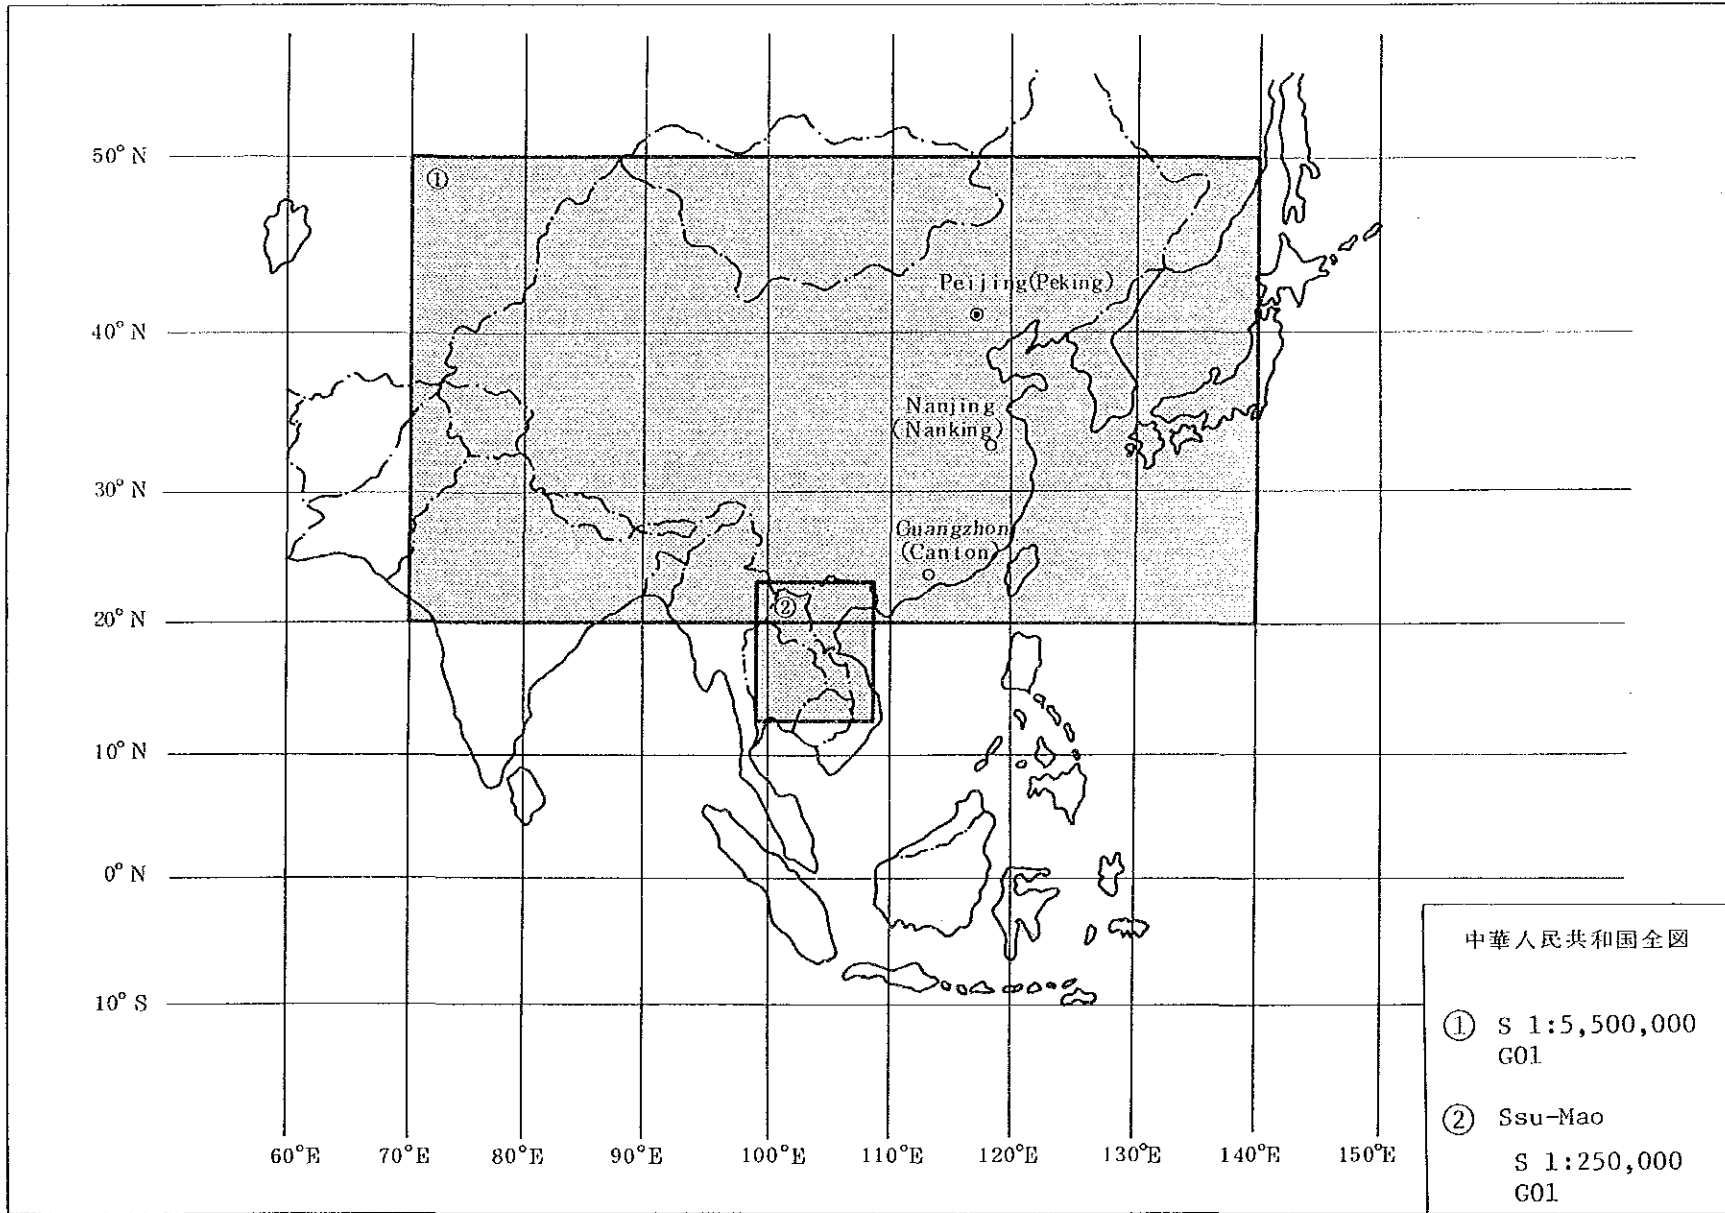 50°N
①
Peijing(Peking)
40°N
Nanjing
(Nanking)
30°N
Guangzhon
(Canton)
②
20°N
10°N
0°N
10°S
60°E 70°E 80°E 90°E 100°E 110°E 120°E 130°E 140°E 150°E
中華人民共和国全図
① S 1:5,500,000
G01
② Ssu-Mao
S 1:250,000
G01